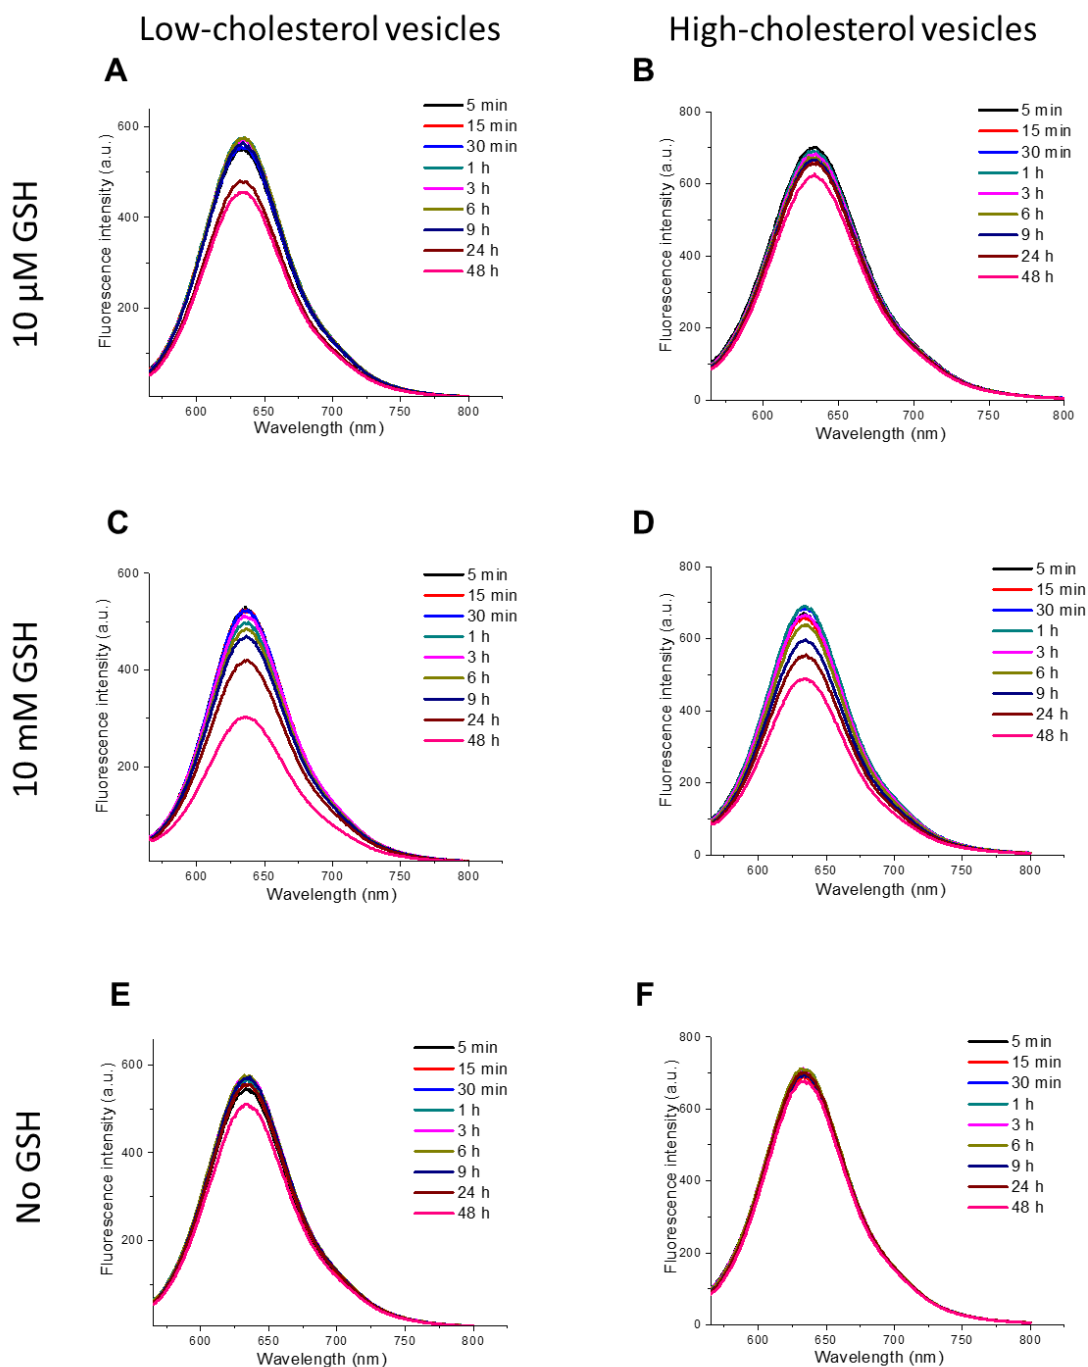 Low-cholesterol vesicles
High-cholesterol vesicles
10 µM GSH
A
Fluorescence intensity (a.u.)
600
400
200
600
650
700
750
800
Wavelength (nm)
5 min
15 min
30 min
1 h
3 h
6 h
9 h
24 h
48 h
B
Fluorescence intensity (a.u.)
800
600
400
200
0
600
650
700
750
800
Wavelength (nm)
5 min
15 min
30 min
1 h
3 h
6 h
9 h
24 h
48 h
10 mM GSH
C
Fluorescence intensity (a.u.)
600
400
200
600
650
700
750
800
Wavelength (nm)
5 min
15 min
30 min
1 h
3 h
6 h
9 h
24 h
48 h
D
Fluorescence intensity (a.u.)
800
600
400
200
0
600
650
700
750
800
Wavelength (nm)
5 min
15 min
30 min
1 h
3 h
6 h
9 h
24 h
48 h
No GSH
E
Fluorescence intensity (a.u.)
600
400
200
600
650
700
750
800
Wavelength (nm)
5 min
15 min
30 min
1 h
3 h
6 h
9 h
24 h
48 h
F
Fluorescence intensity (a.u.)
800
600
400
200
0
600
650
700
750
800
Wavelength (nm)
5 min
15 min
30 min
1 h
3 h
6 h
9 h
24 h
48 h